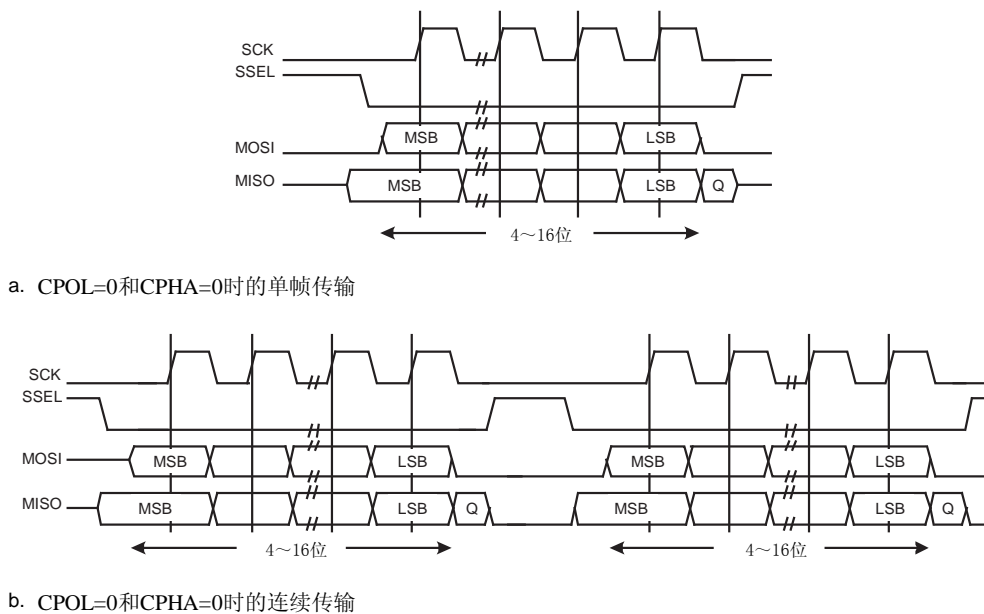 SCK
SSEL
MOSI MSB LSB
MISO MSB LSB Q
4～16位
a. CPOL=0和CPHA=0时的单帧传输
SCK
SSEL
MOSI MSB LSB MSB LSB
MISO MSB LSB Q MSB LSB Q
4～16位 4～16位
b. CPOL=0和CPHA=0时的连续传输